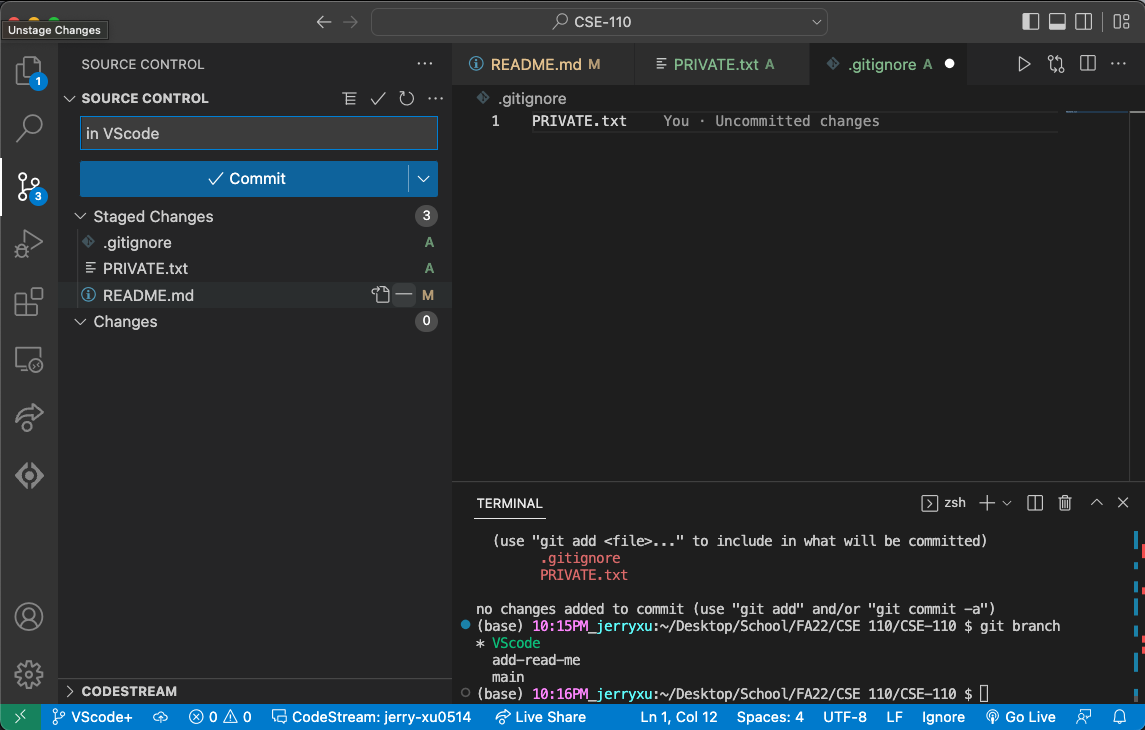 Unstage Changes
CSE-110
1
3
SOURCE CONTROL
SOURCE CONTROL
in VScode
Commit
Staged Changes 3
.gitignore A
PRIVATE.txt A
README.md M
Changes 0
CODESTREAM
README.md M
PRIVATE.txt A
.gitignore A
.gitignore
1 PRIVATE.txt You · Uncommitted changes
TERMINAL
zsh
(use "git add <file>..." to include in what will be committed)
.gitignore
PRIVATE.txt
no changes added to commit (use "git add" and/or "git commit -a")
(base) 10:15PM_jerryxu:~/Desktop/School/FA22/CSE 110/CSE-110 $ git branch
* VScode
add-read-me
main
(base) 10:16PM_jerryxu:~/Desktop/School/FA22/CSE 110/CSE-110 $
VScode+ 0 0 CodeStream: jerry-xu0514 Live Share Ln 1, Col 12 Spaces: 4 UTF-8 LF Ignore Go Live